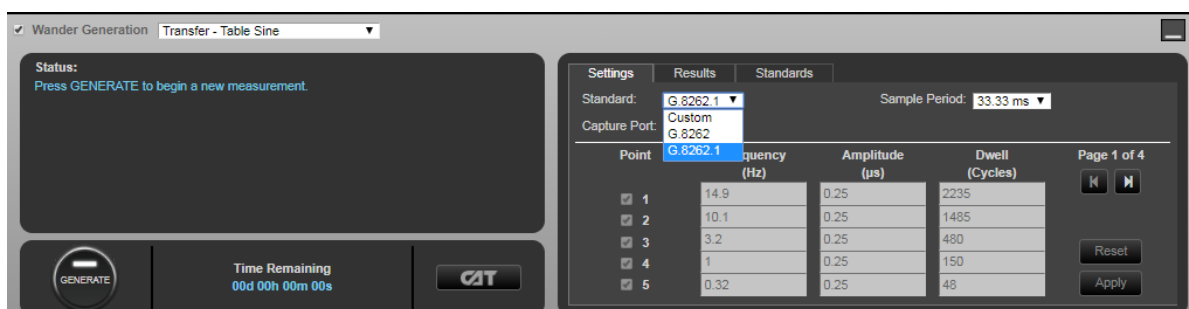 Wander Generation Transfer - Table Sine
Status:
Press GENERATE to begin a new measurement.
GENERATE
Time Remaining
00d 00h 00m 00s
CAT
Settings Results Standards
Standard: G.8262.1 Sample Period: 33.33 ms
Custom
Capture Port:
G.8262
G.8262.1
Point quency Amplitude Dwell Page 1 of 4
(Hz) (µs) (Cycles)
1 14.9 0.25 2235
2 10.1 0.25 1485
3 3.2 0.25 480
Reset
4 1 0.25 150
5 0.32 0.25 48
Apply